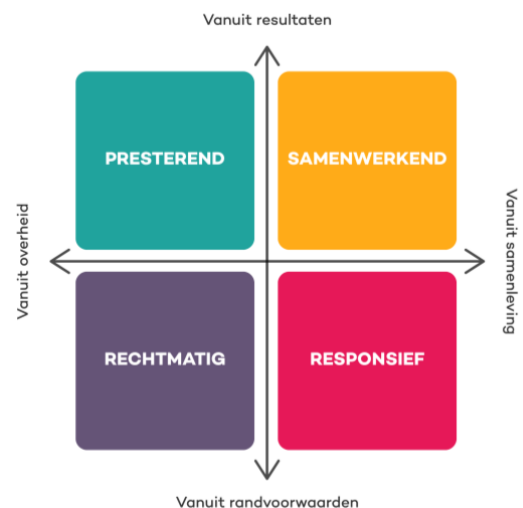 Vanuit resultaten
PRESTEREND
SAMENWERKEND
Vanuit overheid
Vanuit samenleving
RECHTMATIG
RESPONSIEF
Vanuit randvoorwaarden